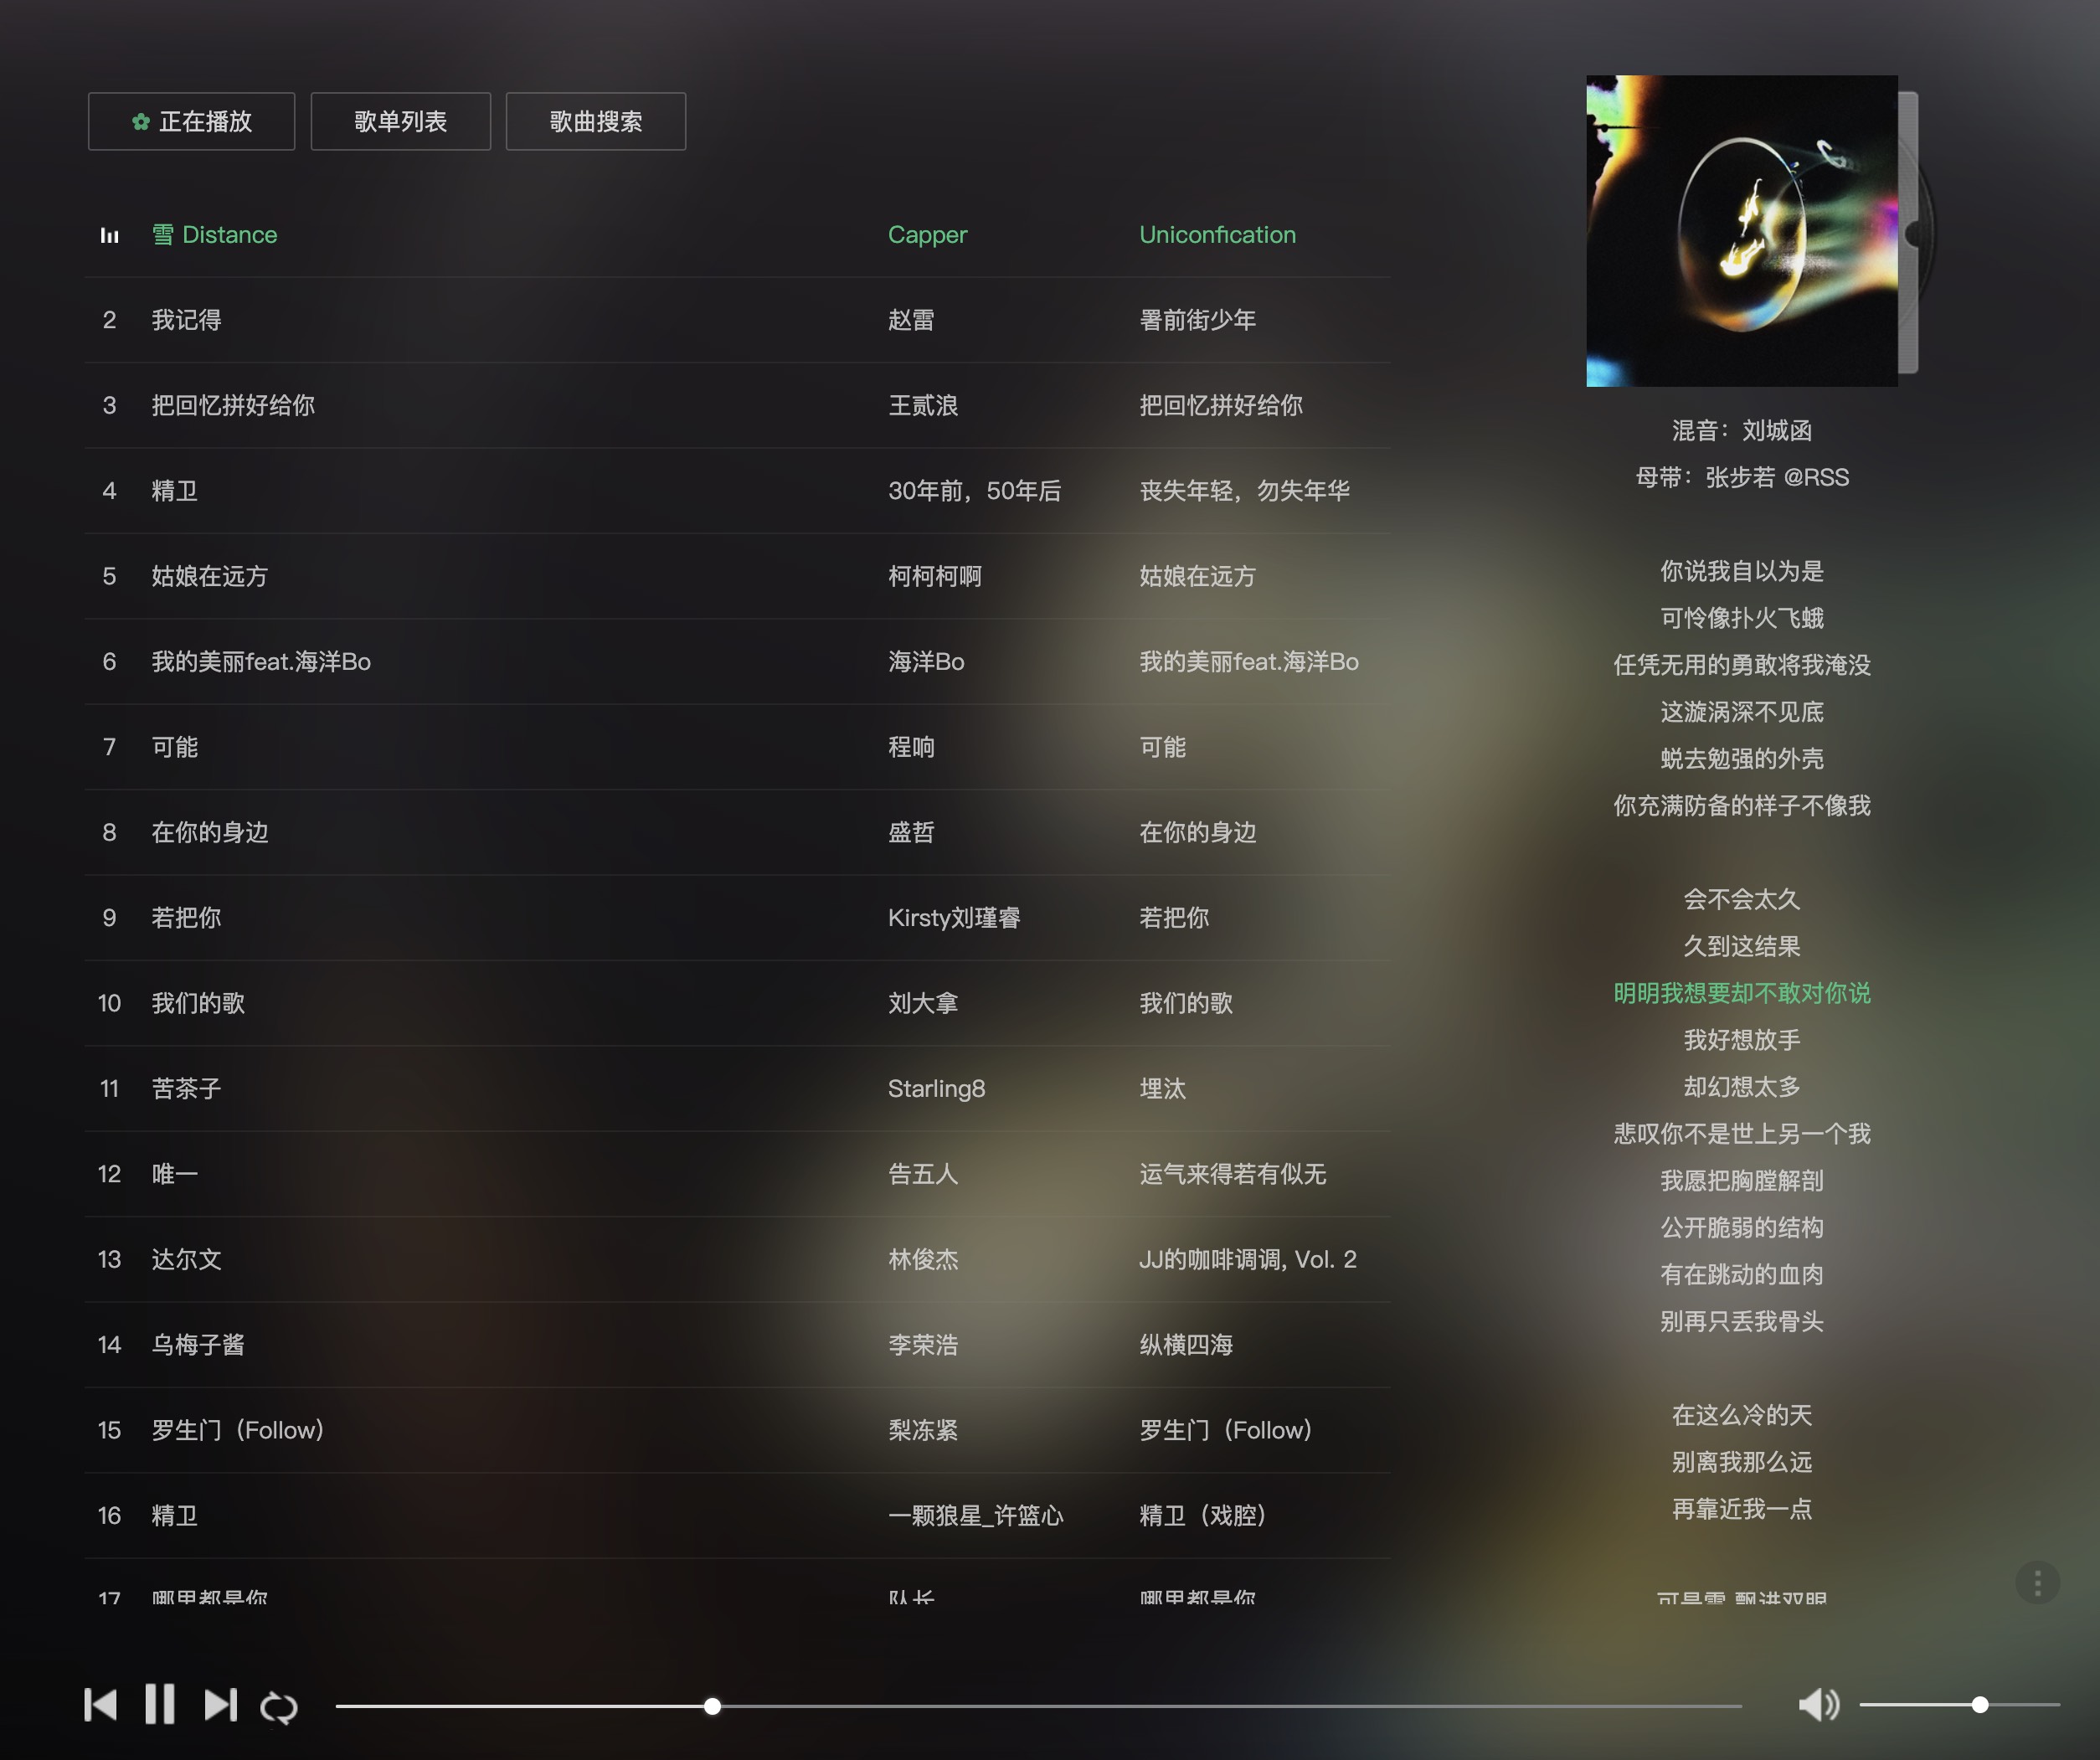 正在播放 歌单列表 歌曲搜索
雪 Distance Capper Uniconfication
2 我记得 赵雷 署前街少年
3 把回忆拼好给你 王贰浪 把回忆拼好给你
4 精卫 30年前，50年后 丧失年轻，勿失年华
5 姑娘在远方 柯柯柯啊 姑娘在远方
6 我的美丽feat.海洋Bo 海洋Bo 我的美丽feat.海洋Bo
7 可能 程响 可能
8 在你的身边 盛哲 在你的身边
9 若把你 Kirsty刘瑾睿 若把你
10 我们的歌 刘大拿 我们的歌
11 苦茶子 Starling8 埋汰
12 唯一 告五人 运气来得若有似无
13 达尔文 林俊杰 JJ的咖啡调调, Vol. 2
14 乌梅子酱 李荣浩 纵横四海
15 罗生门（Follow） 梨冻紧 罗生门（Follow）
16 精卫 一颗狼星_许篮心 精卫（戏腔）
17 哪里都是你 队长 哪里都是你
混音：刘城函
母带：张步若 @RSS
你说我自以为是
可怜像扑火飞蛾
任凭无用的勇敢将我淹没
这漩涡深不见底
蜕去勉强的外壳
你充满防备的样子不像我
会不会太久
久到这结果
明明我想要却不敢对你说
我好想放手
却幻想太多
悲叹你不是世上另一个我
我愿把胸膛解剖
公开脆弱的结构
有在跳动的血肉
别再只丢我骨头
在这么冷的天
别离我那么远
再靠近我一点
可是雪 飘进双眼